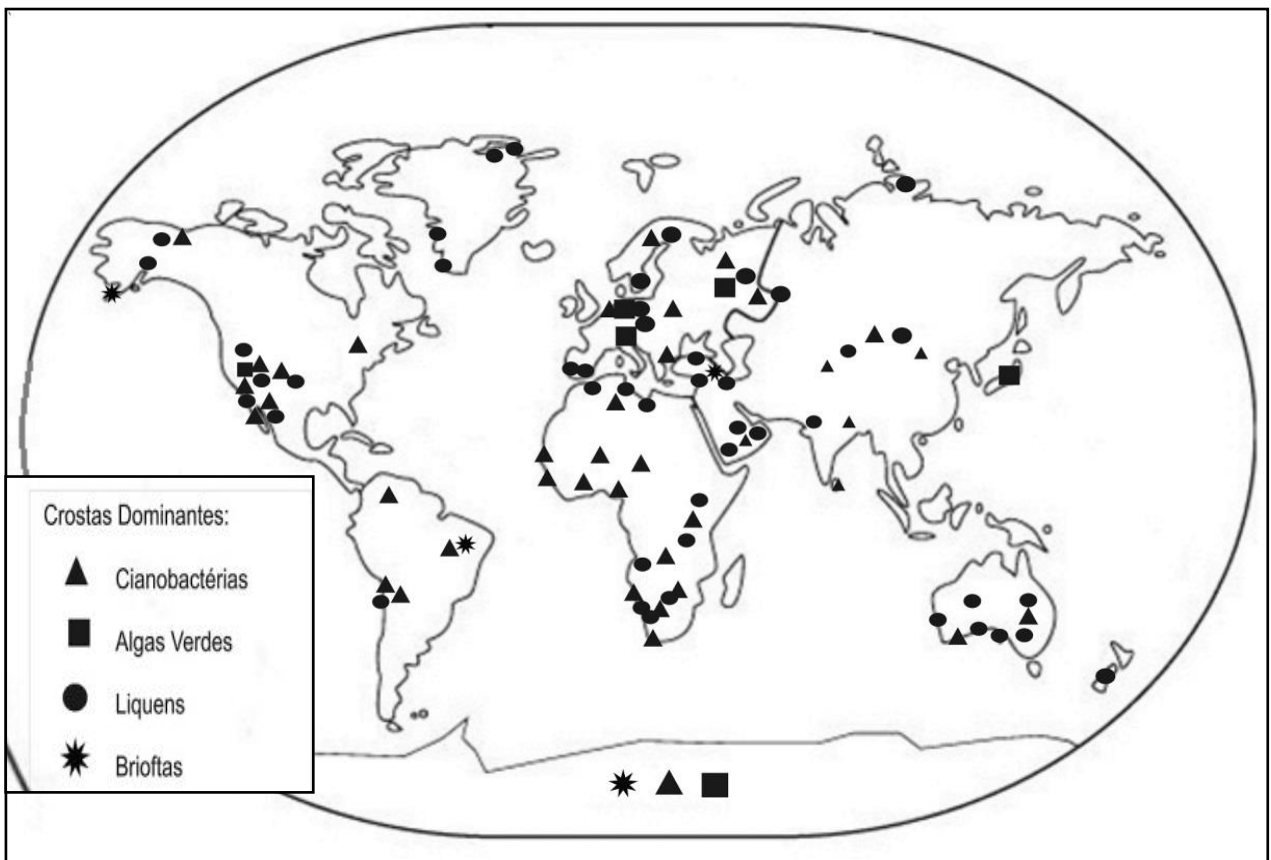 Crostas Dominantes:
Cianobactérias
Algas Verdes
Liquens
Brioftas